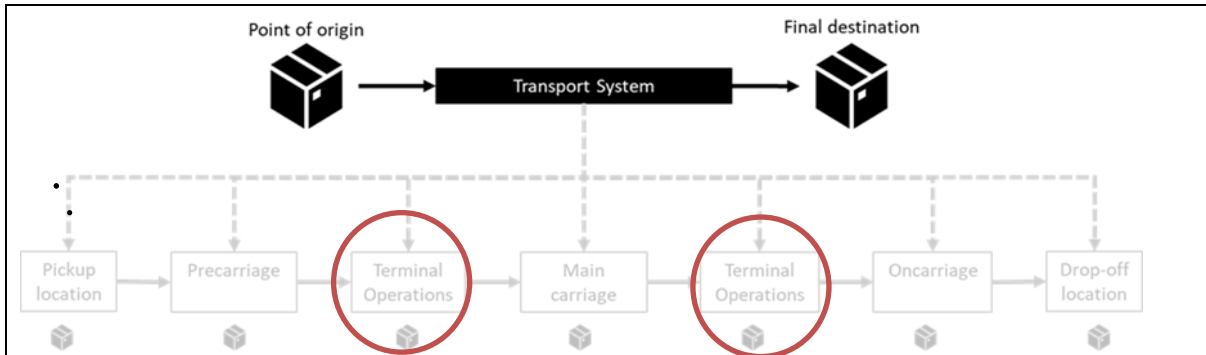 Point of origin
Final destination
Transport System
Pickup
location
Precarriage
Terminal
Operations
Main
carriage
Terminal
Operations
Oncarriage
Drop-off
location